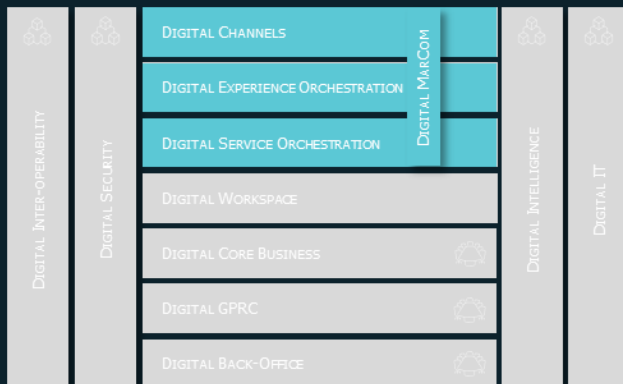 Digital Inter-operability
Digital Security
Digital Channels
Digital Experience Orchestration
Digital Service Orchestration
Digital MarCom
Digital Workspace
Digital Core Business
Digital GPRC
Digital Back-Office
Digital Intelligence
Digital IT